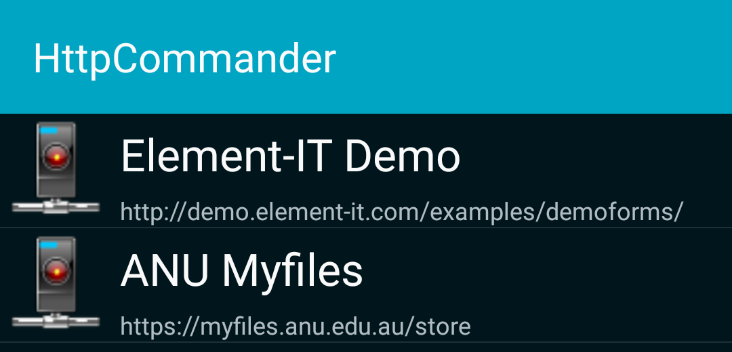 HttpCommander
Element-IT Demo
http://demo.element-it.com/examples/demoforms/
ANU Myfiles
https://myfiles.anu.edu.au/store